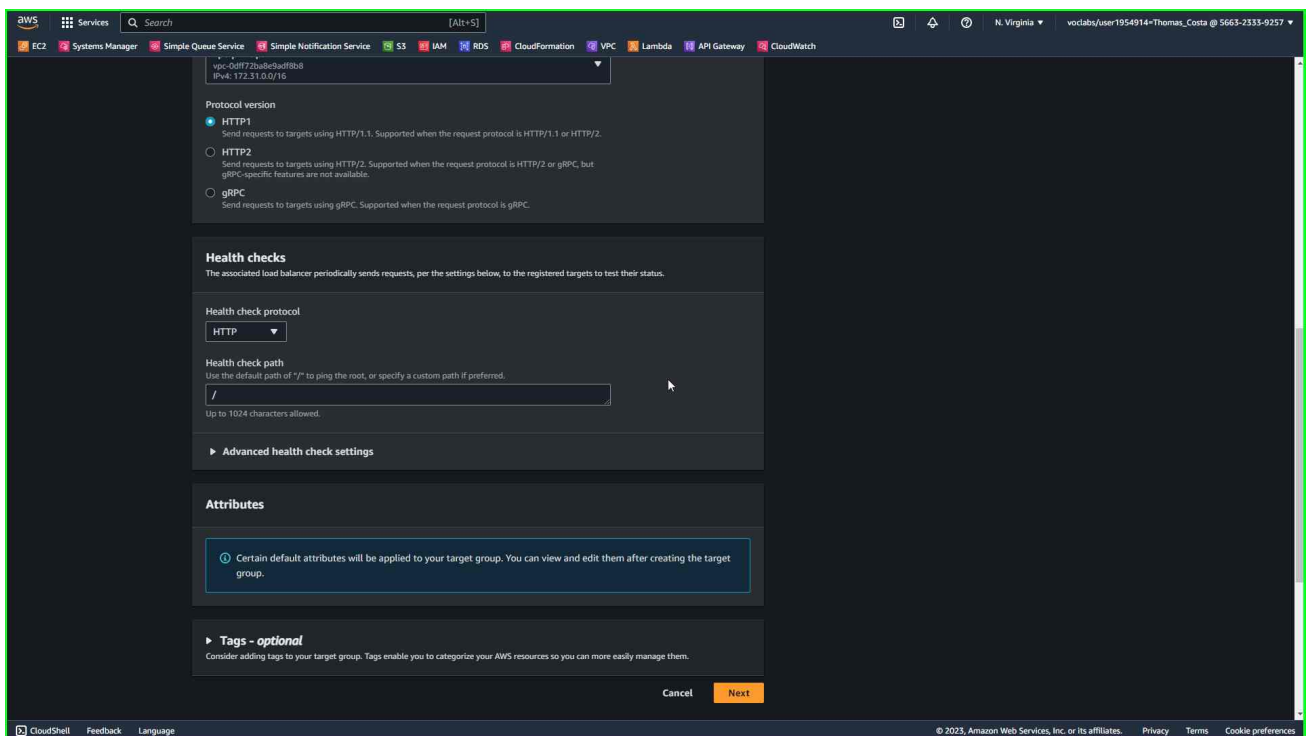 aws
Services
Search
[Alt+S]
N. Virginia
voclabs/user1954914=Thomas_Costa @ 5663-2333-9257
EC2 Systems Manager Simple Queue Service Simple Notification Service S3 IAM RDS CloudFormation VPC Lambda API Gateway CloudWatch
vpc-0dff72ba8e9adf8b8
IPv4: 172.31.0.0/16
Protocol version
HTTP1
Send requests to targets using HTTP/1.1. Supported when the request protocol is HTTP/1.1 or HTTP/2.
HTTP2
Send requests to targets using HTTP/2. Supported when the request protocol is HTTP/2 or gRPC, but
gRPC-specific features are not available.
gRPC
Send requests to targets using gRPC. Supported when the request protocol is gRPC.
Health checks
The associated load balancer periodically sends requests, per the settings below, to the registered targets to test their status.
Health check protocol
HTTP
Health check path
Use the default path of "/" to ping the root, or specify a custom path if preferred.
/
Up to 1024 characters allowed.
Advanced health check settings
Attributes
Certain default attributes will be applied to your target group. You can view and edit them after creating the target
group.
Tags - optional
Consider adding tags to your target group. Tags enable you to categorize your AWS resources so you can more easily manage them.
Cancel Next
CloudShell Feedback Language
© 2023, Amazon Web Services, Inc. or its affiliates. Privacy Terms Cookie preferences